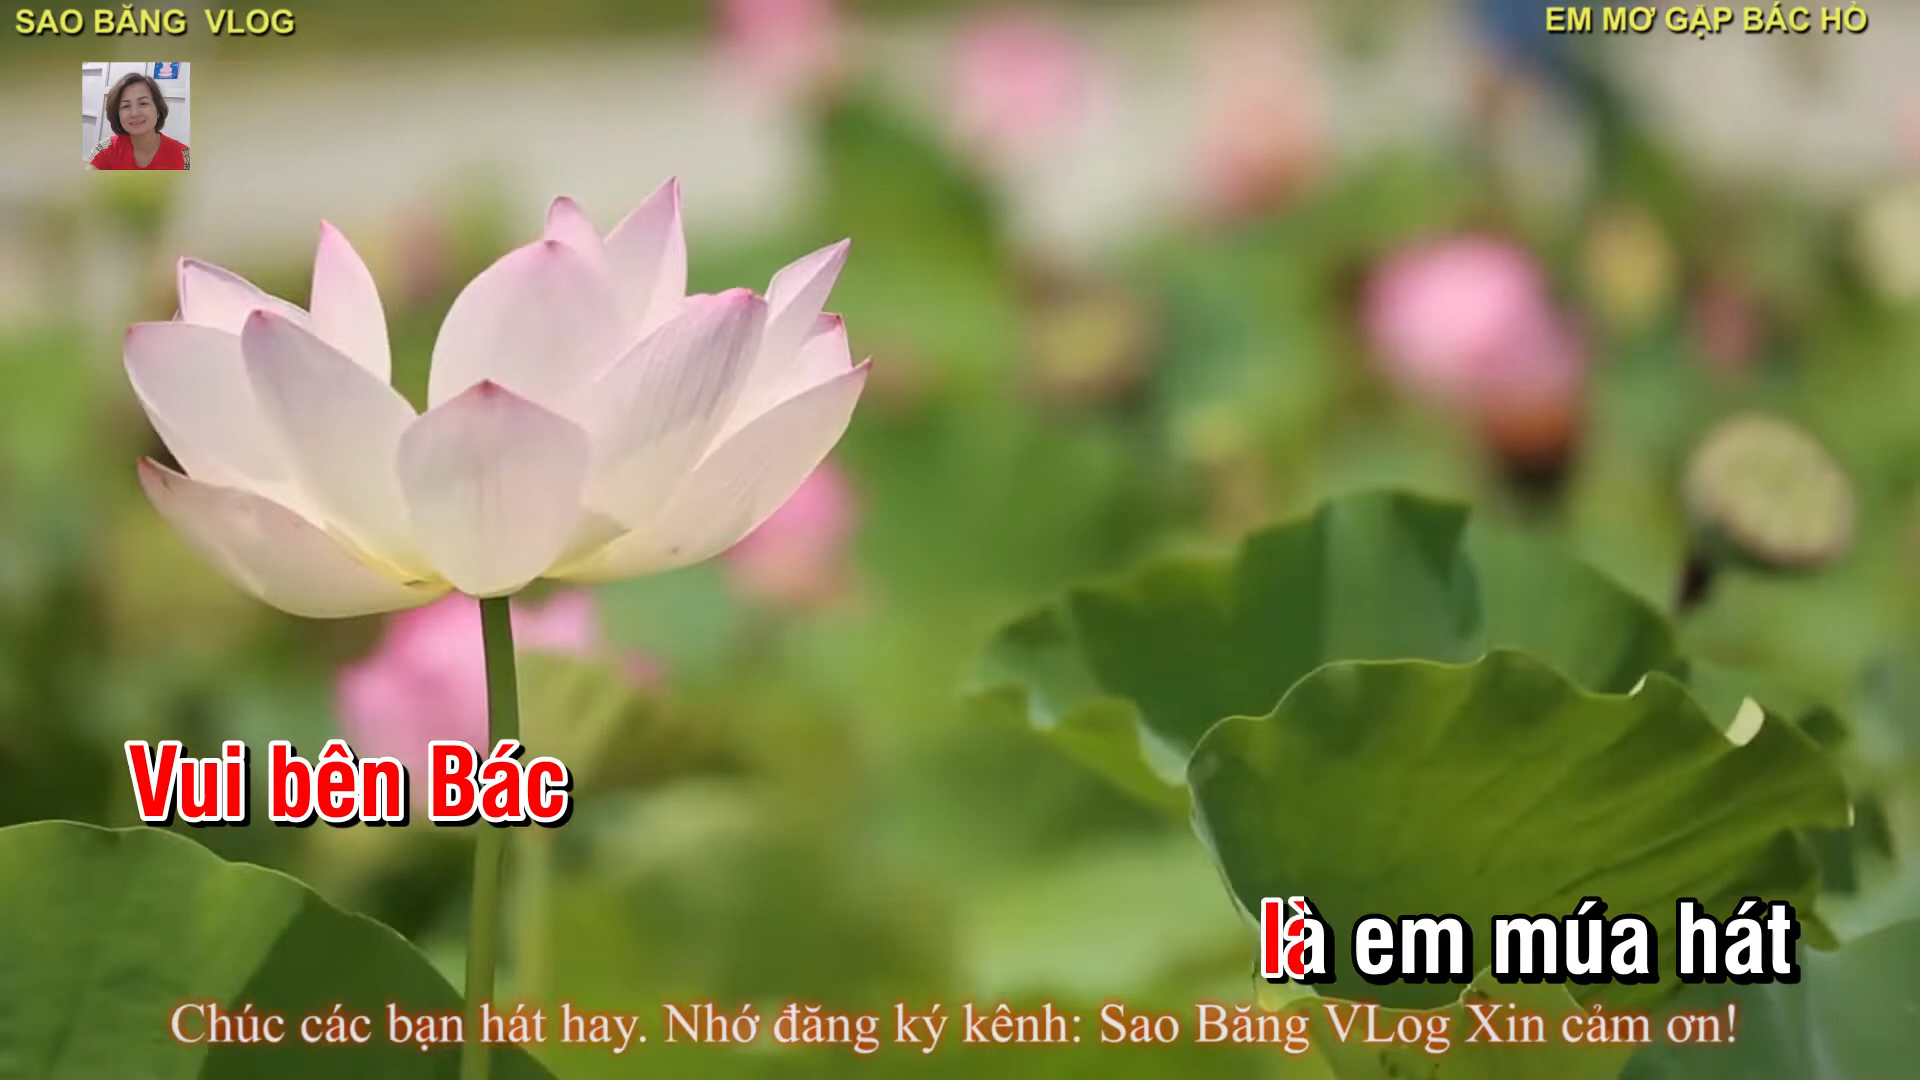 SAO BĂNG VLOG
EM MƠ GẶP BÁC HỒ
Vui bên Bác
là em múa hát
Chúc các bạn hát hay. Nhớ đăng ký kênh: Sao Băng VLog Xin cảm ơn!